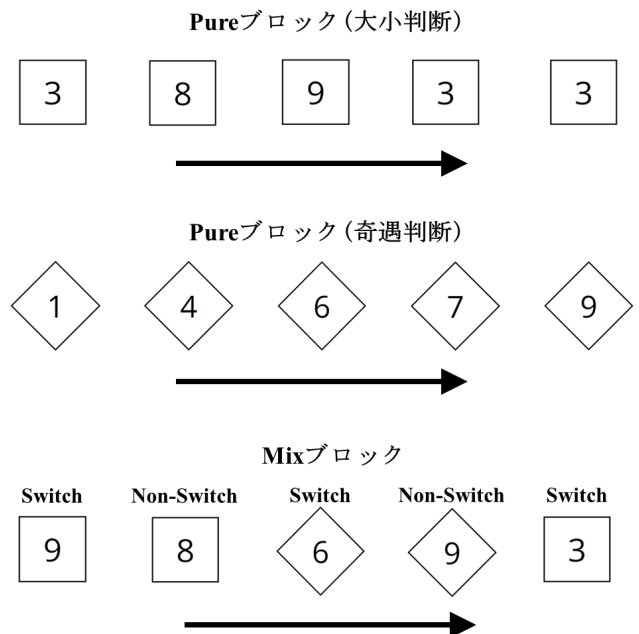 Pureブロック(大小判断)
3 8 9 3 3
Pureブロック(奇遇判断)
1 4 6 7 9
Mixブロック
Switch Non-Switch Switch Non-Switch Switch
9 8 6 9 3